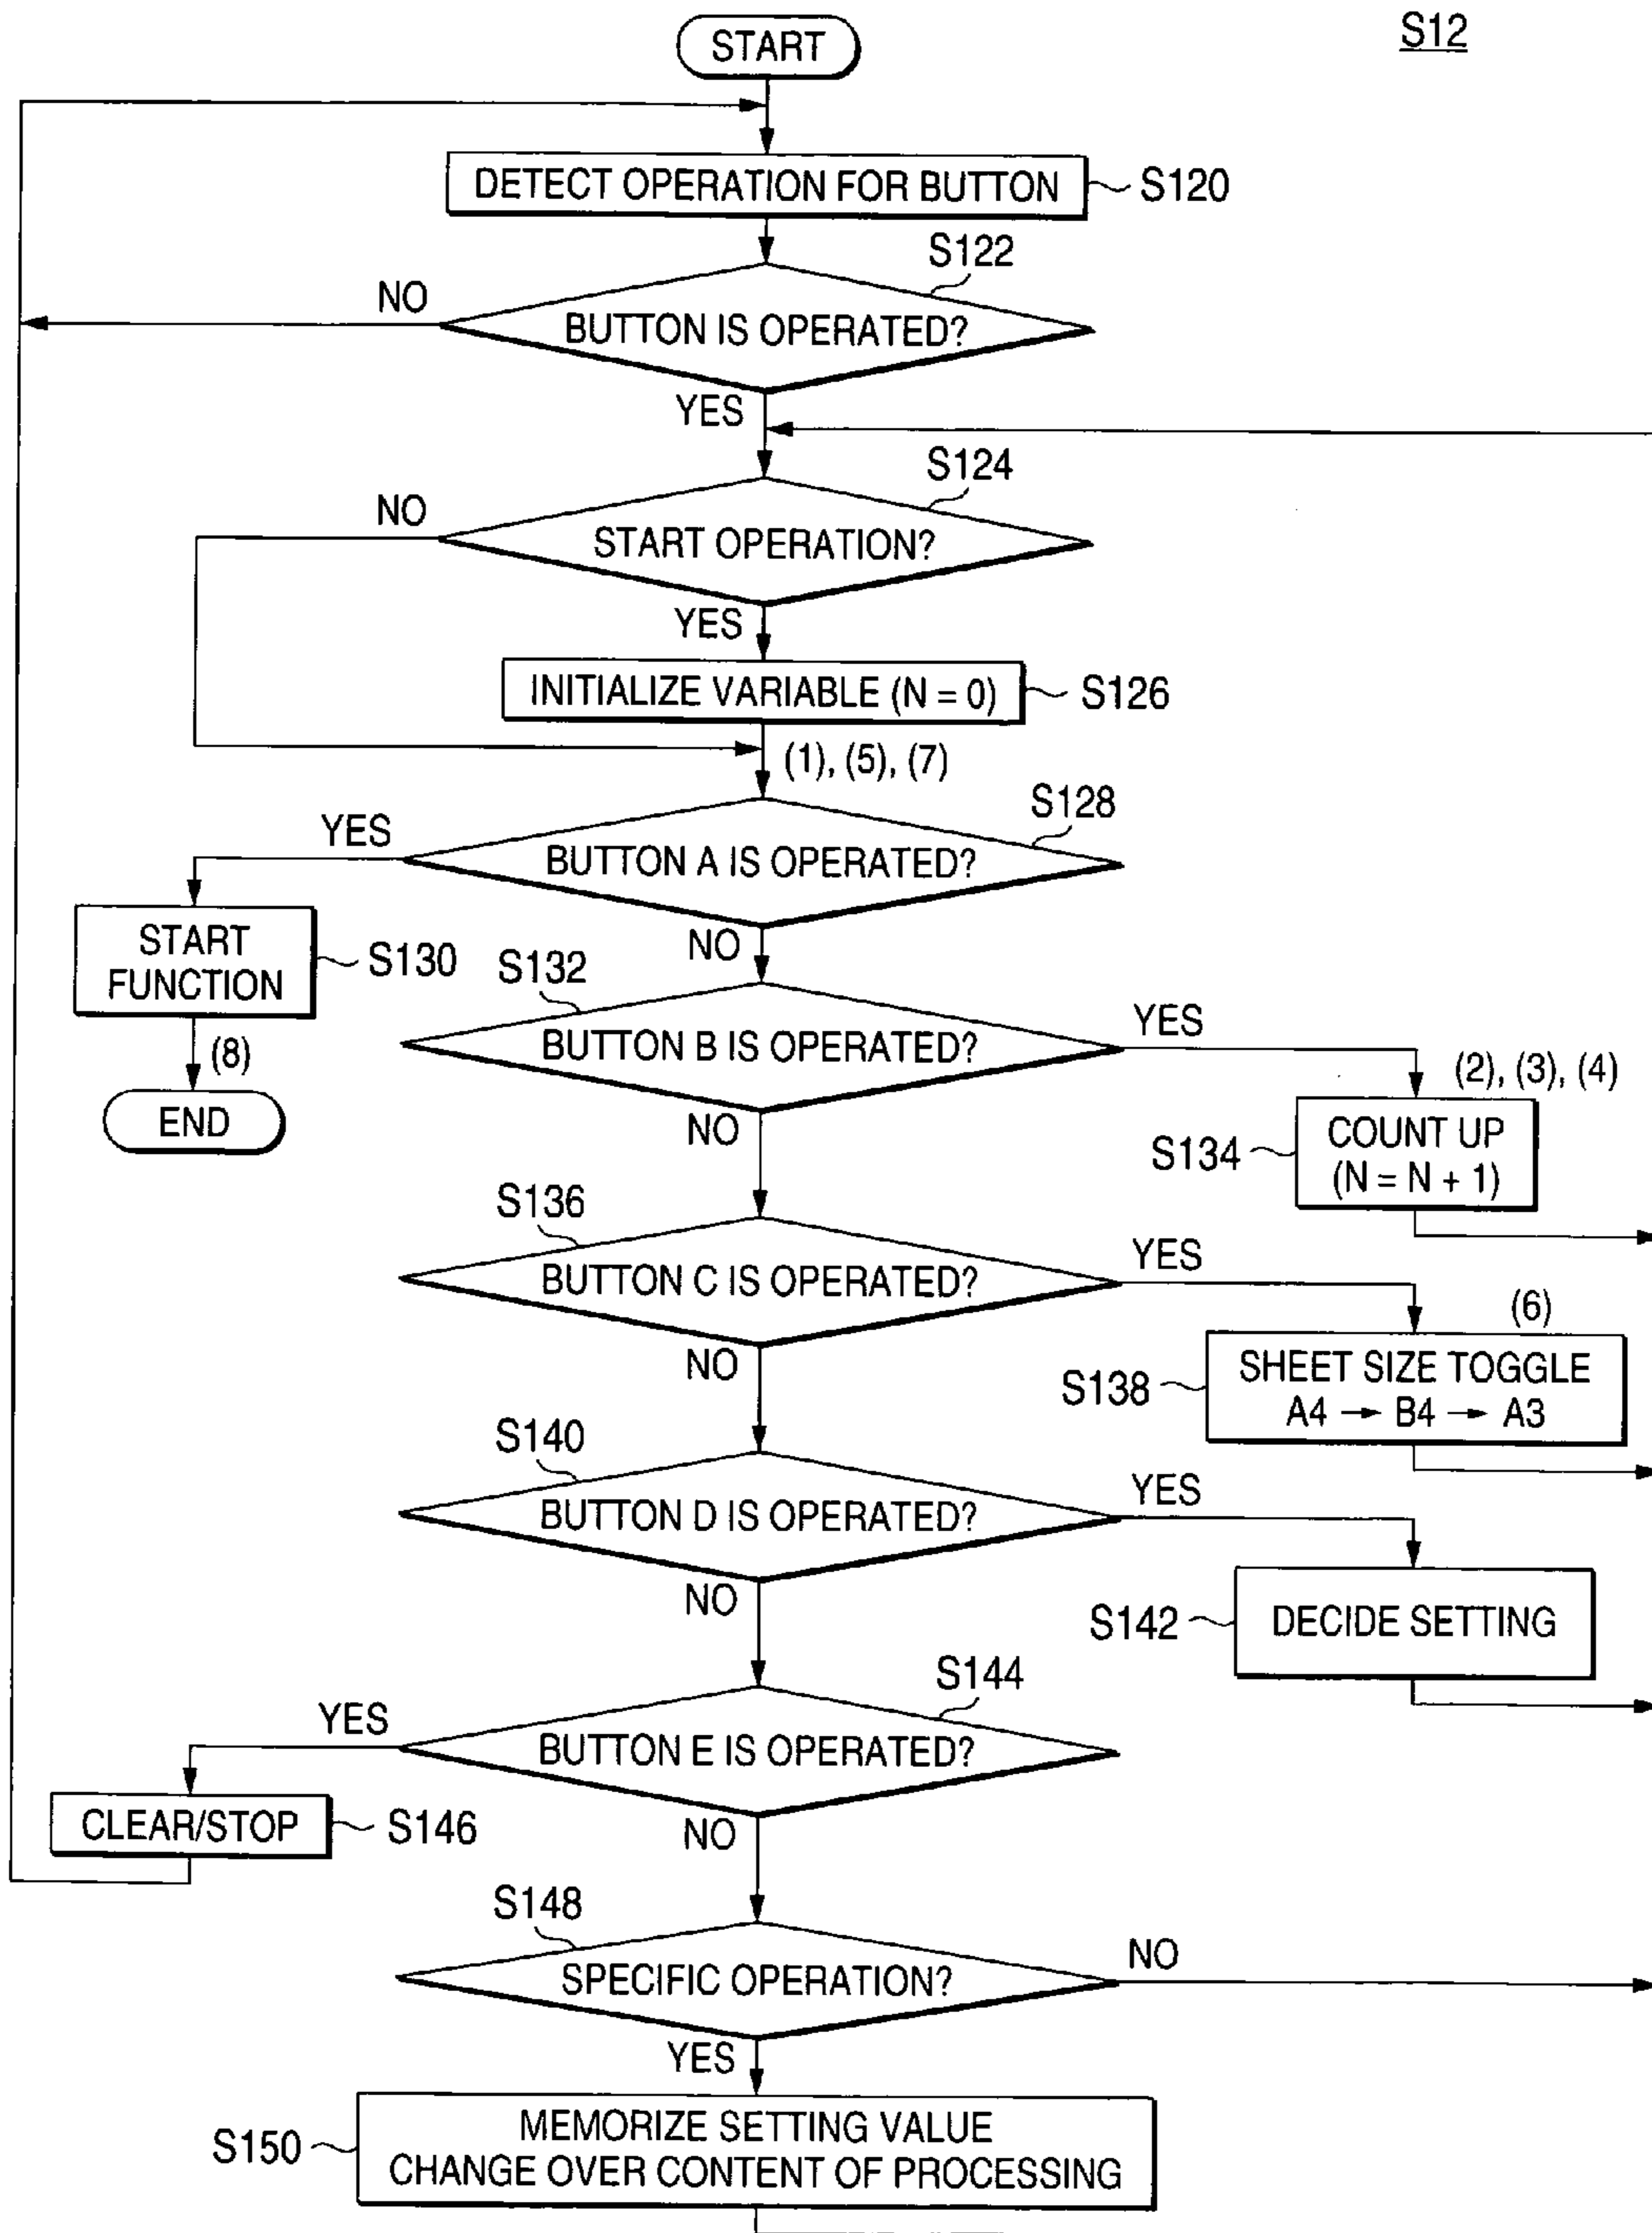 S12
START
DETECT OPERATION FOR BUTTON
S120
S122
NO
BUTTON IS OPERATED?
YES
S124
NO
START OPERATION?
YES
INITIALIZE VARIABLE (N = 0)
S126
(1), (5), (7)
S128
YES
BUTTON A IS OPERATED?
START
FUNCTION
S130
NO
S132
YES
BUTTON B IS OPERATED?
(8)
(2), (3), (4)
END
NO
S134
COUNT UP
(N = N + 1)
S136
YES
BUTTON C IS OPERATED?
(6)
NO
S138
SHEET SIZE TOGGLE
A4 → B4 → A3
S140
YES
BUTTON D IS OPERATED?
NO
S142
DECIDE SETTING
S144
YES
BUTTON E IS OPERATED?
CLEAR/STOP
S146
NO
S148
NO
SPECIFIC OPERATION?
YES
S150
MEMORIZE SETTING VALUE
CHANGE OVER CONTENT OF PROCESSING